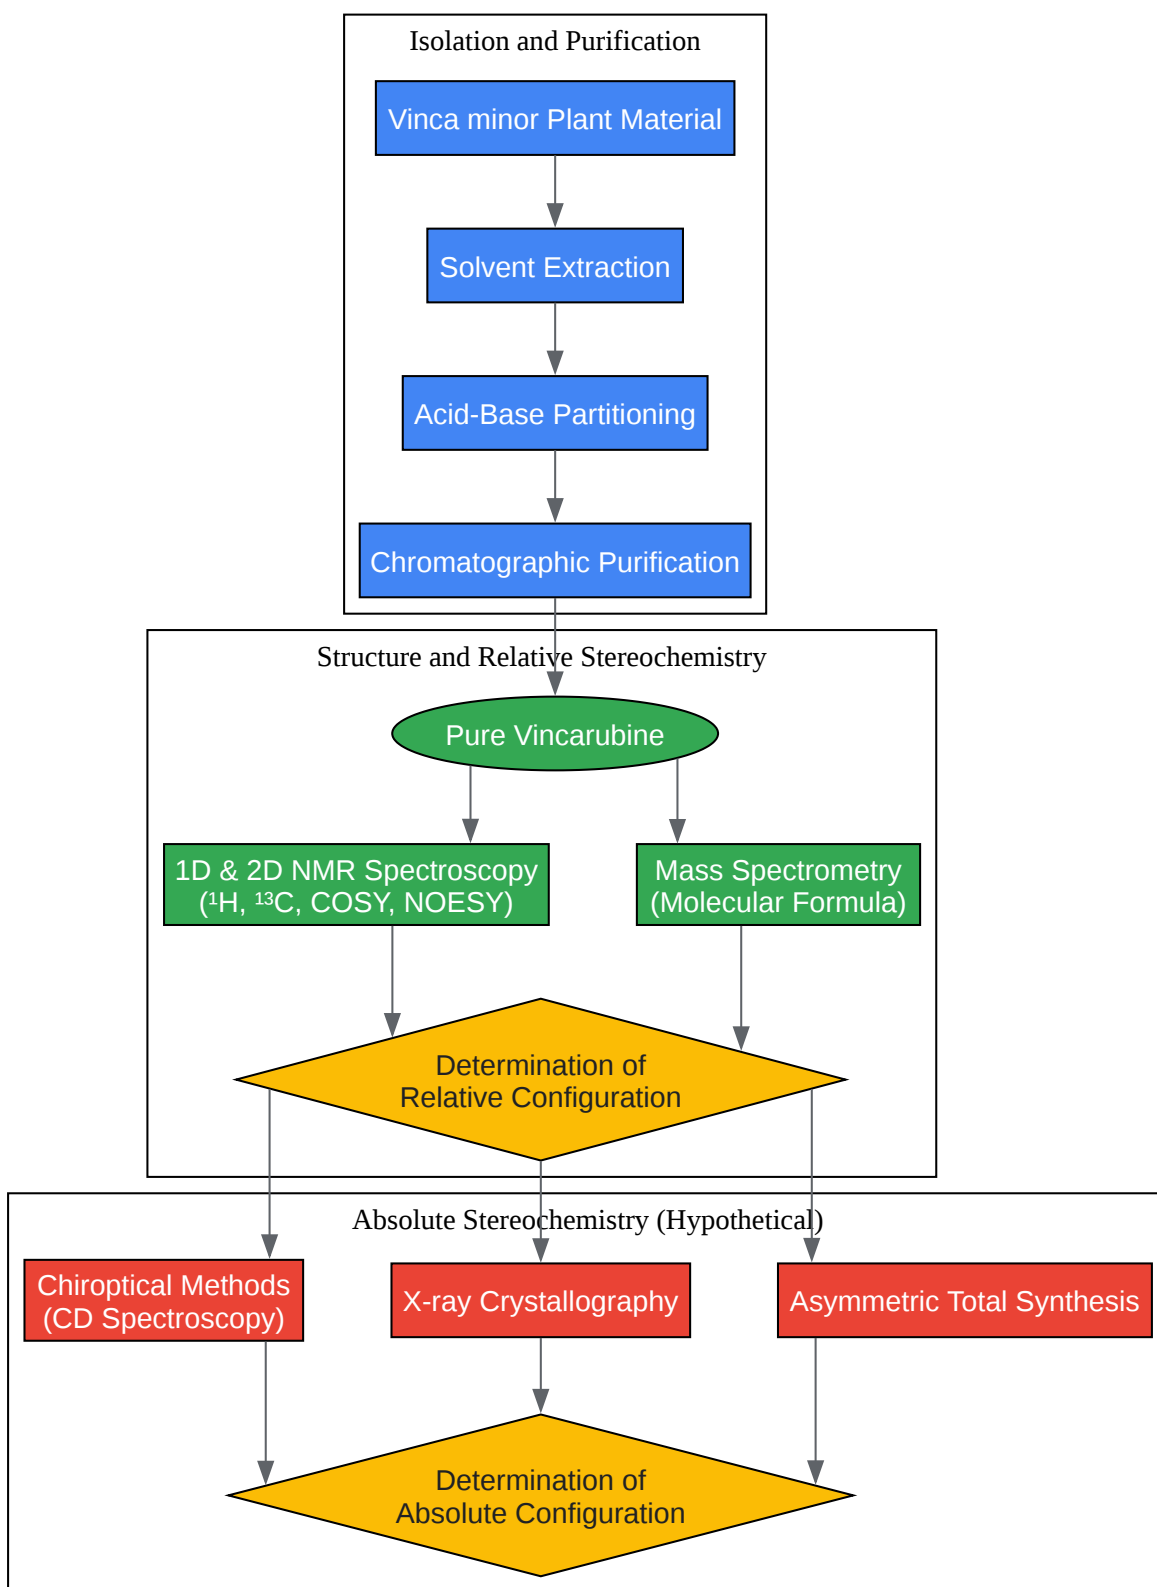 Isolation and Purification
Vinca minor Plant Material
Solvent Extraction
Acid-Base Partitioning
Chromatographic Purification
Structure and Relative Stereochemistry
Pure Vincarubine
1D & 2D NMR Spectroscopy
(¹H, ¹³C, COSY, NOESY)
Mass Spectrometry
(Molecular Formula)
Determination of
Relative Configuration
Absolute Stereochemistry (Hypothetical)
Chiroptical Methods
(CD Spectroscopy)
X-ray Crystallography
Asymmetric Total Synthesis
Determination of
Absolute Configuration